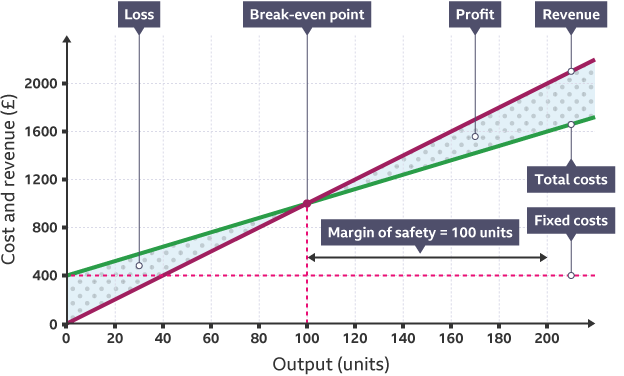 Loss
Break-even point
Profit
Revenue
Cost and revenue (£)
2000
1600
1200
800
400
0
Total costs
Fixed costs
Margin of safety = 100 units
0 20 40 60 80 100 120 140 160 180 200
Output (units)